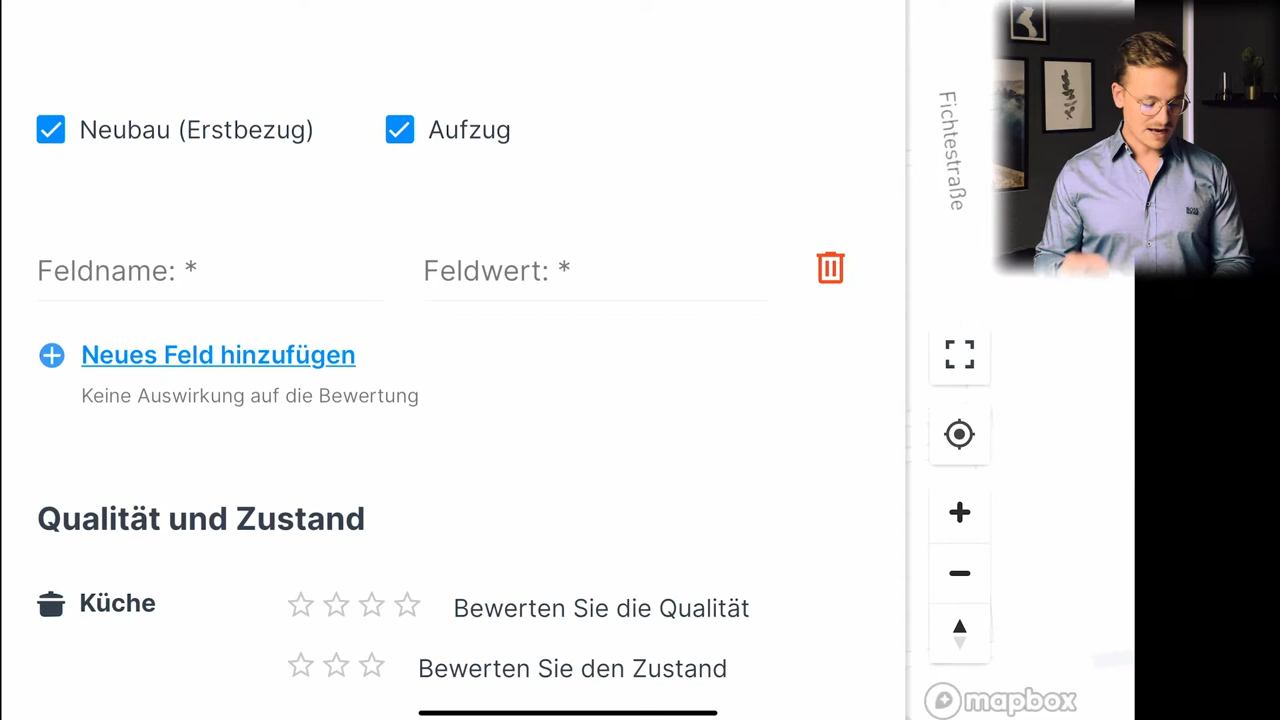 Neubau (Erstbezug)
Aufzug
Feldname: *
Feldwert: *
Neues Feld hinzufügen
Keine Auswirkung auf die Bewertung
Qualität und Zustand
Küche
Bewerten Sie die Qualität
Bewerten Sie den Zustand
Fichtestraße
mapbox
BOSS